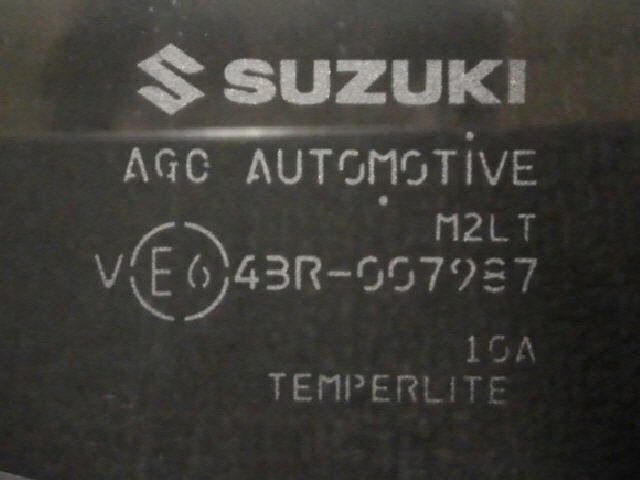 SUZUKI
AGC AUTOMOTIVE
M2LT
V E6 43R-007987
10A
TEMPERLITE